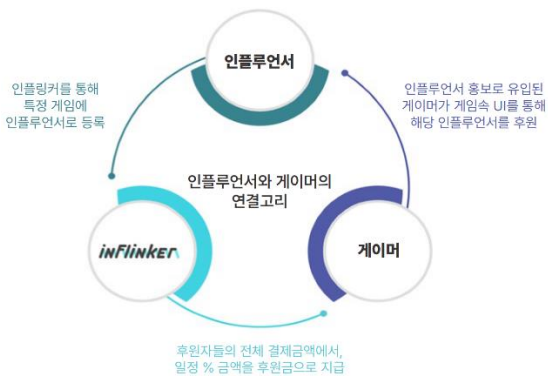 인플루언서
인플링커를 통해
특정 게임에
인플루언서로 등록
인플루언서 홍보로 유입된
게이머가 게임속 UI를 통해
해당 인플루언서를 후원
인플루언서와 게이머의
연결고리
inFlinker
게이머
후원자들의 전체 결제금액에서,
일정 % 금액을 후원금으로 지급